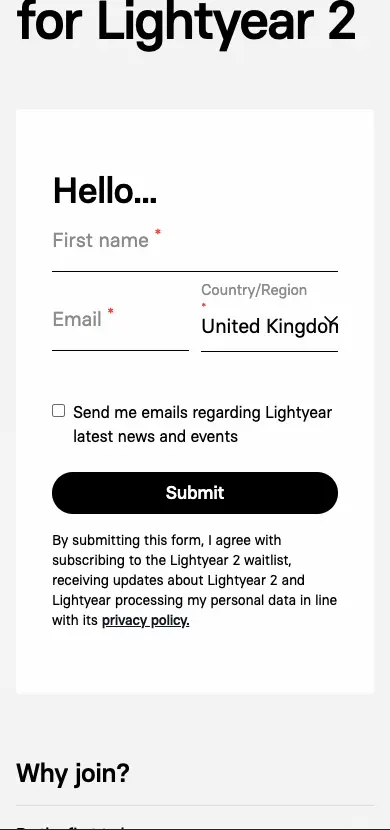 for Lightyear 2
Hello...
First name *
Country/Region
*
Email *
United Kingdom
Send me emails regarding Lightyear
latest news and events
Submit
By submitting this form, I agree with
subscribing to the Lightyear 2 waitlist,
receiving updates about Lightyear 2 and
Lightyear processing my personal data in line
with its privacy policy.
Why join?